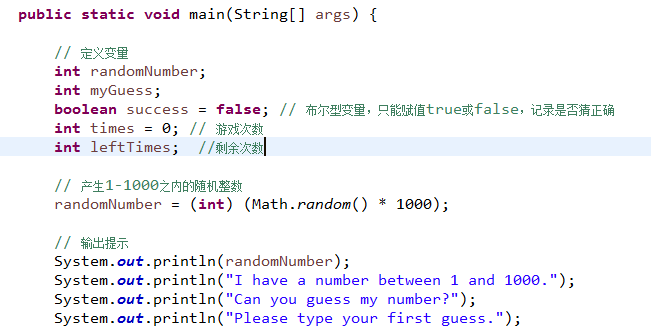 public static void main(String[] args) {
// 定义变量
int randomNumber;
int myGuess;
boolean success = false; // 布尔型变量，只能赋值true或false，记录是否猜正确
int times = 0; // 游戏次数
int leftTimes;  //剩余次数
// 产生1-1000之内的随机整数
randomNumber = (int) (Math.random() * 1000);
// 输出提示
System.out.println(randomNumber);
System.out.println("I have a number between 1 and 1000.");
System.out.println("Can you guess my number?");
System.out.println("Please type your first guess.");